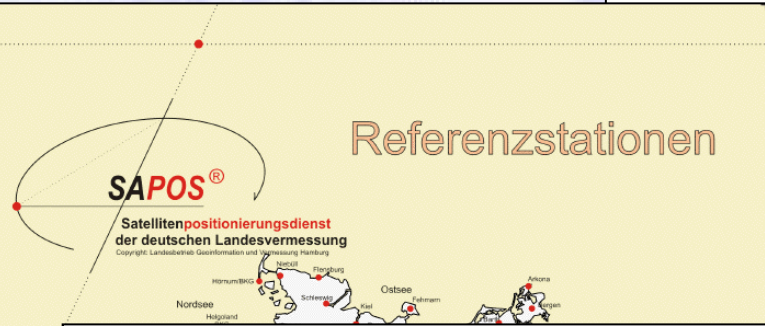 Referenzstationen
SAPOS®
Satellitenpositionierungsdienst
der deutschen Landesvermessung
Copyright: Landesbetrieb Geoinformation und Vermessung Hamburg
Niebüll
Flensburg
Hörnum/BKG
Arkona
Ostsee
Schleswig
Nordsee
Kiel
Fehmarn
Helgoland